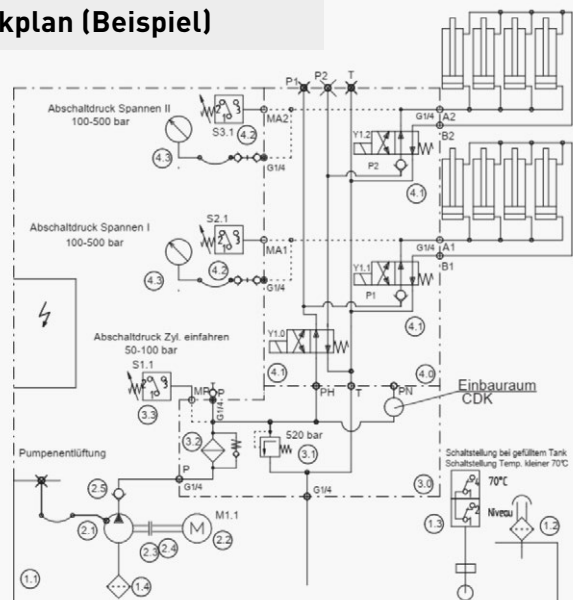 kplan (Beispiel)
P1 P2 T
Abschaltdruck Spannen II
100-500 bar
S3.1
4.2
MA2
4.3
G1/4
G1/4
A2
B2
Y1.2
P2
4.1
Abschaltdruck Spannen I
100-500 bar
S2.1
4.2
MA1
4.3
G1/4
G1/4
A1
B1
Y1.1
P1
4.1
Y1.0
4.1
4.0
Abschaltdruck Zyl. einfahren
50-100 bar
S1.1
3.3
MP
P
G1/4
PH
T
PN
Einbauraum
CDK
3.2
520 bar
3.1
3.0
P
G1/4
G1/4
Pumpenentlüftung
2.5
2.1
M1.1
M
2.2
2.3
2.4
1.4
1.1
Schaltstellung bei gefülltem Tank
Schaltstellung Temp. kleiner 70°C
70°C
Niveau
1.3
1.2